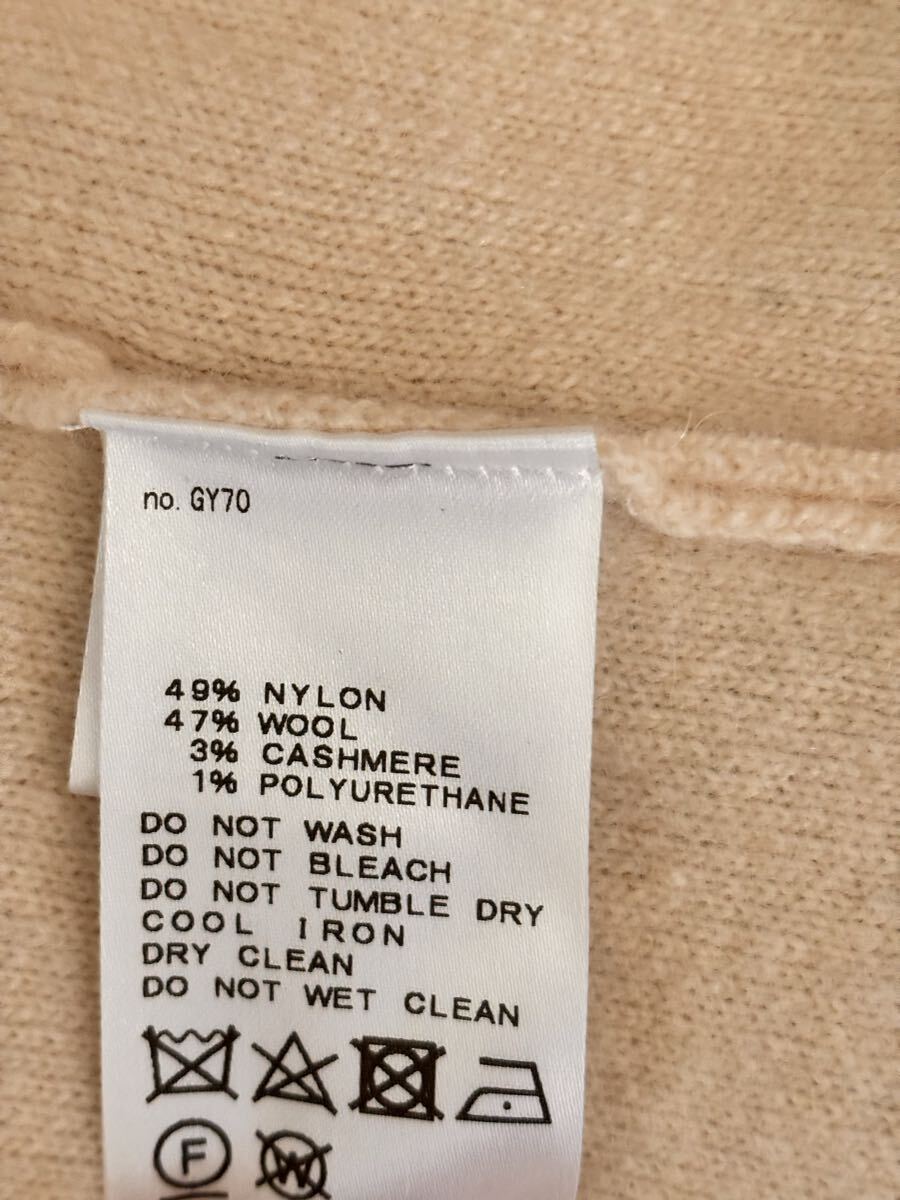 no. GY70
49% NYLON
47% WOOL
3% CASHMERE
1% POLYURETHANE
DO NOT WASH
DO NOT BLEACH
DO NOT TUMBLE DRY
COOL IRON
DRY CLEAN
DO NOT WET CLEAN
F W